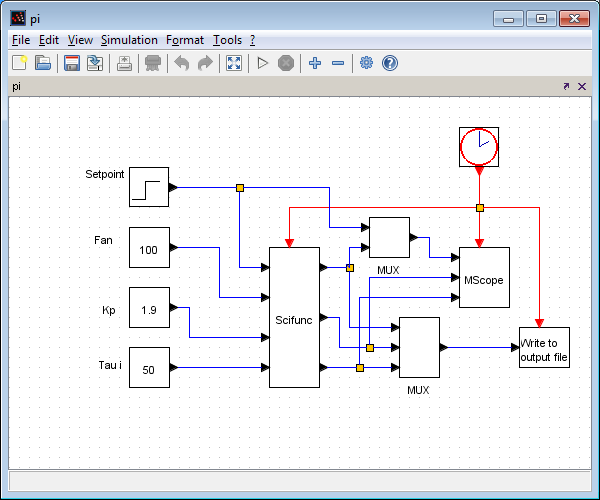 pi
File Edit View Simulation Format Tools ?
pi
Setpoint
Fan
100
MUX
MScope
Kp
1.9
Scifunc
Write to
output file
Tau i
50
MUX